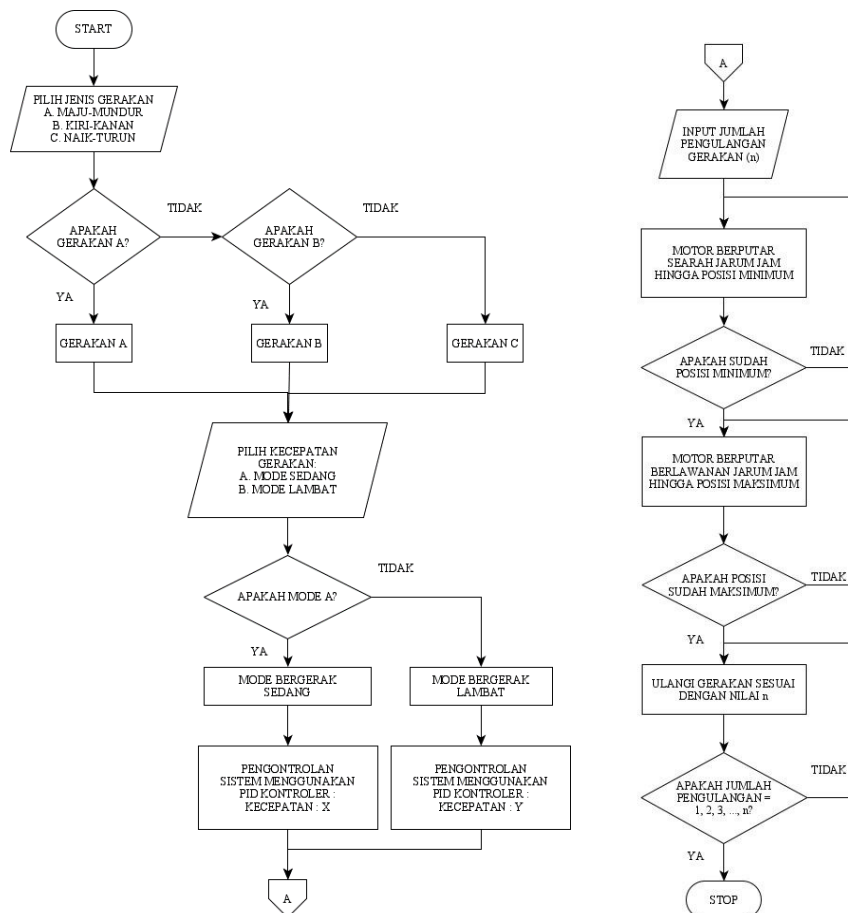 START
PILIH JENIS GERAKAN
A. MAJU-MUNDUR
B. KIRI-KANAN
C. NAIK-TURUN
APAKAH
GERAKAN A?
TIDAK
APAKAH
GERAKAN B?
TIDAK
YA
YA
GERAKAN A
GERAKAN B
GERAKAN C
PILIH KECEPATAN
GERAKAN:
A. MODE SEDANG
B. MODE LAMBAT
APAKAH MODE A?
TIDAK
YA
MODE BERGERAK
SEDANG
MODE BERGERAK
LAMBAT
PENGONTROLAN
SISTEM MENGGUNAKAN
PID KONTROLER :
KECEPATAN : X
PENGONTROLAN
SISTEM MENGGUNAKAN
PID KONTROLER :
KECEPATAN : Y
A
A
INPUT JUMLAH
PENGULANGAN
GERAKAN (n)
MOTOR BERPUTAR
SEARAH JARUM JAM
HINGGA POSISI MINIMUM
APAKAH SUDAH
POSISI MINIMUM?
TIDAK
YA
MOTOR BERPUTAR
BERLAWANAN JARUM JAM
HINGGA POSISI MAKSIMUM
APAKAH POSISI
SUDAH MAKSIMUM?
TIDAK
YA
ULANGI GERAKAN SESUAI
DENGAN NILAI n
APAKAH JUMLAH
PENGULANGAN =
1, 2, 3, ..., n?
TIDAK
YA
STOP